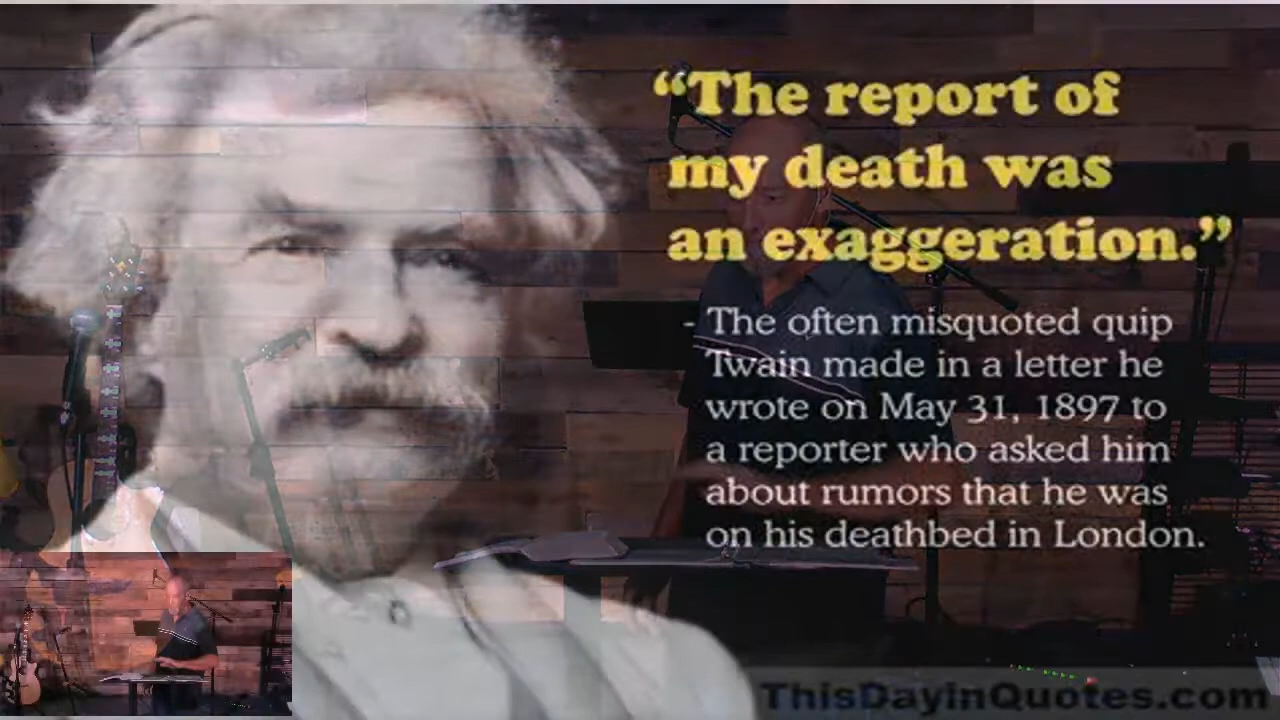 “The report of
my death was
an exaggeration.”
- The often misquoted quip
Twain made in a letter he
wrote on May 31, 1897 to
a reporter who asked him
about rumors that he was
on his deathbed in London.
ThisDayinQuotes.com